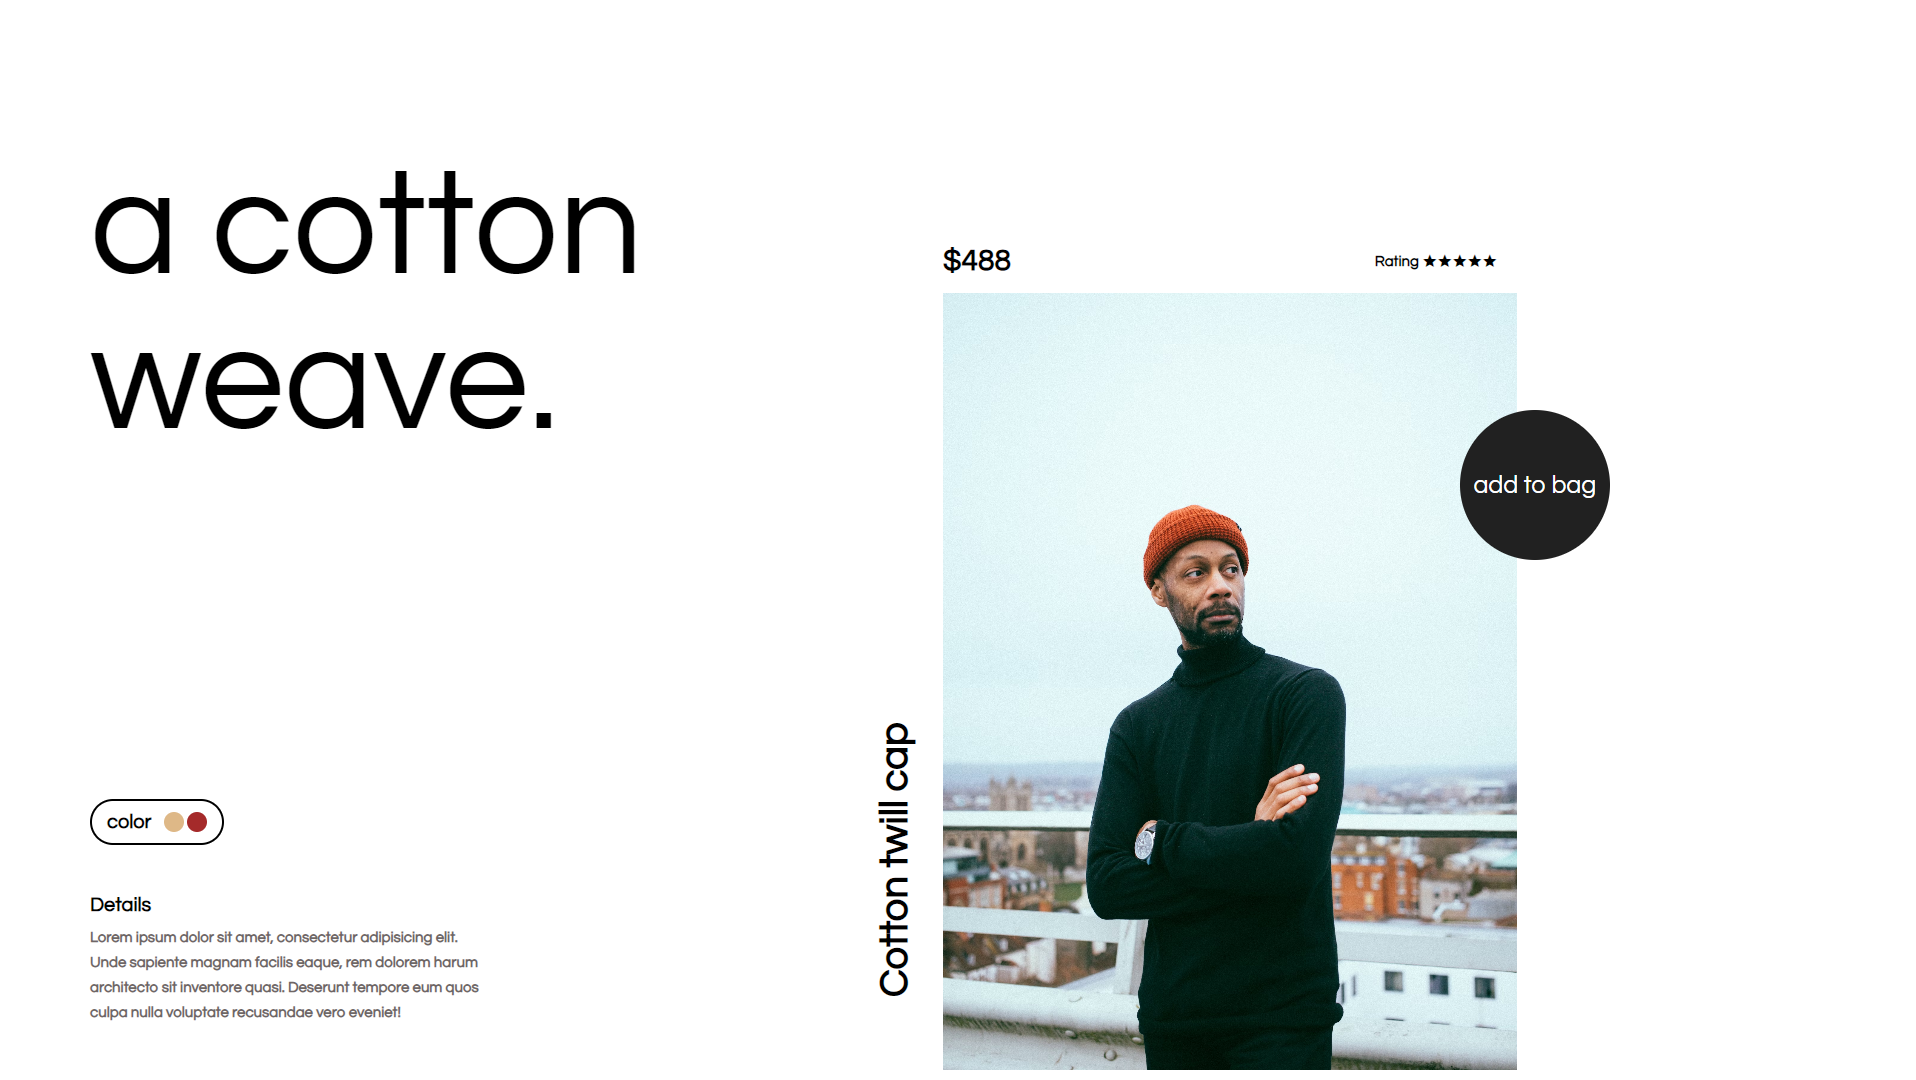 a cotton
weave.
$488
Rating ★★★★★
add to bag
Cotton twill cap
color
Details
Lorem ipsum dolor sit amet, consectetur adipisicing elit.
Unde sapiente magnam facilis eaque, rem dolorem harum
architecto sit inventore quasi. Deserunt tempore eum quos
culpa nulla voluptate recusandae vero eveniet!